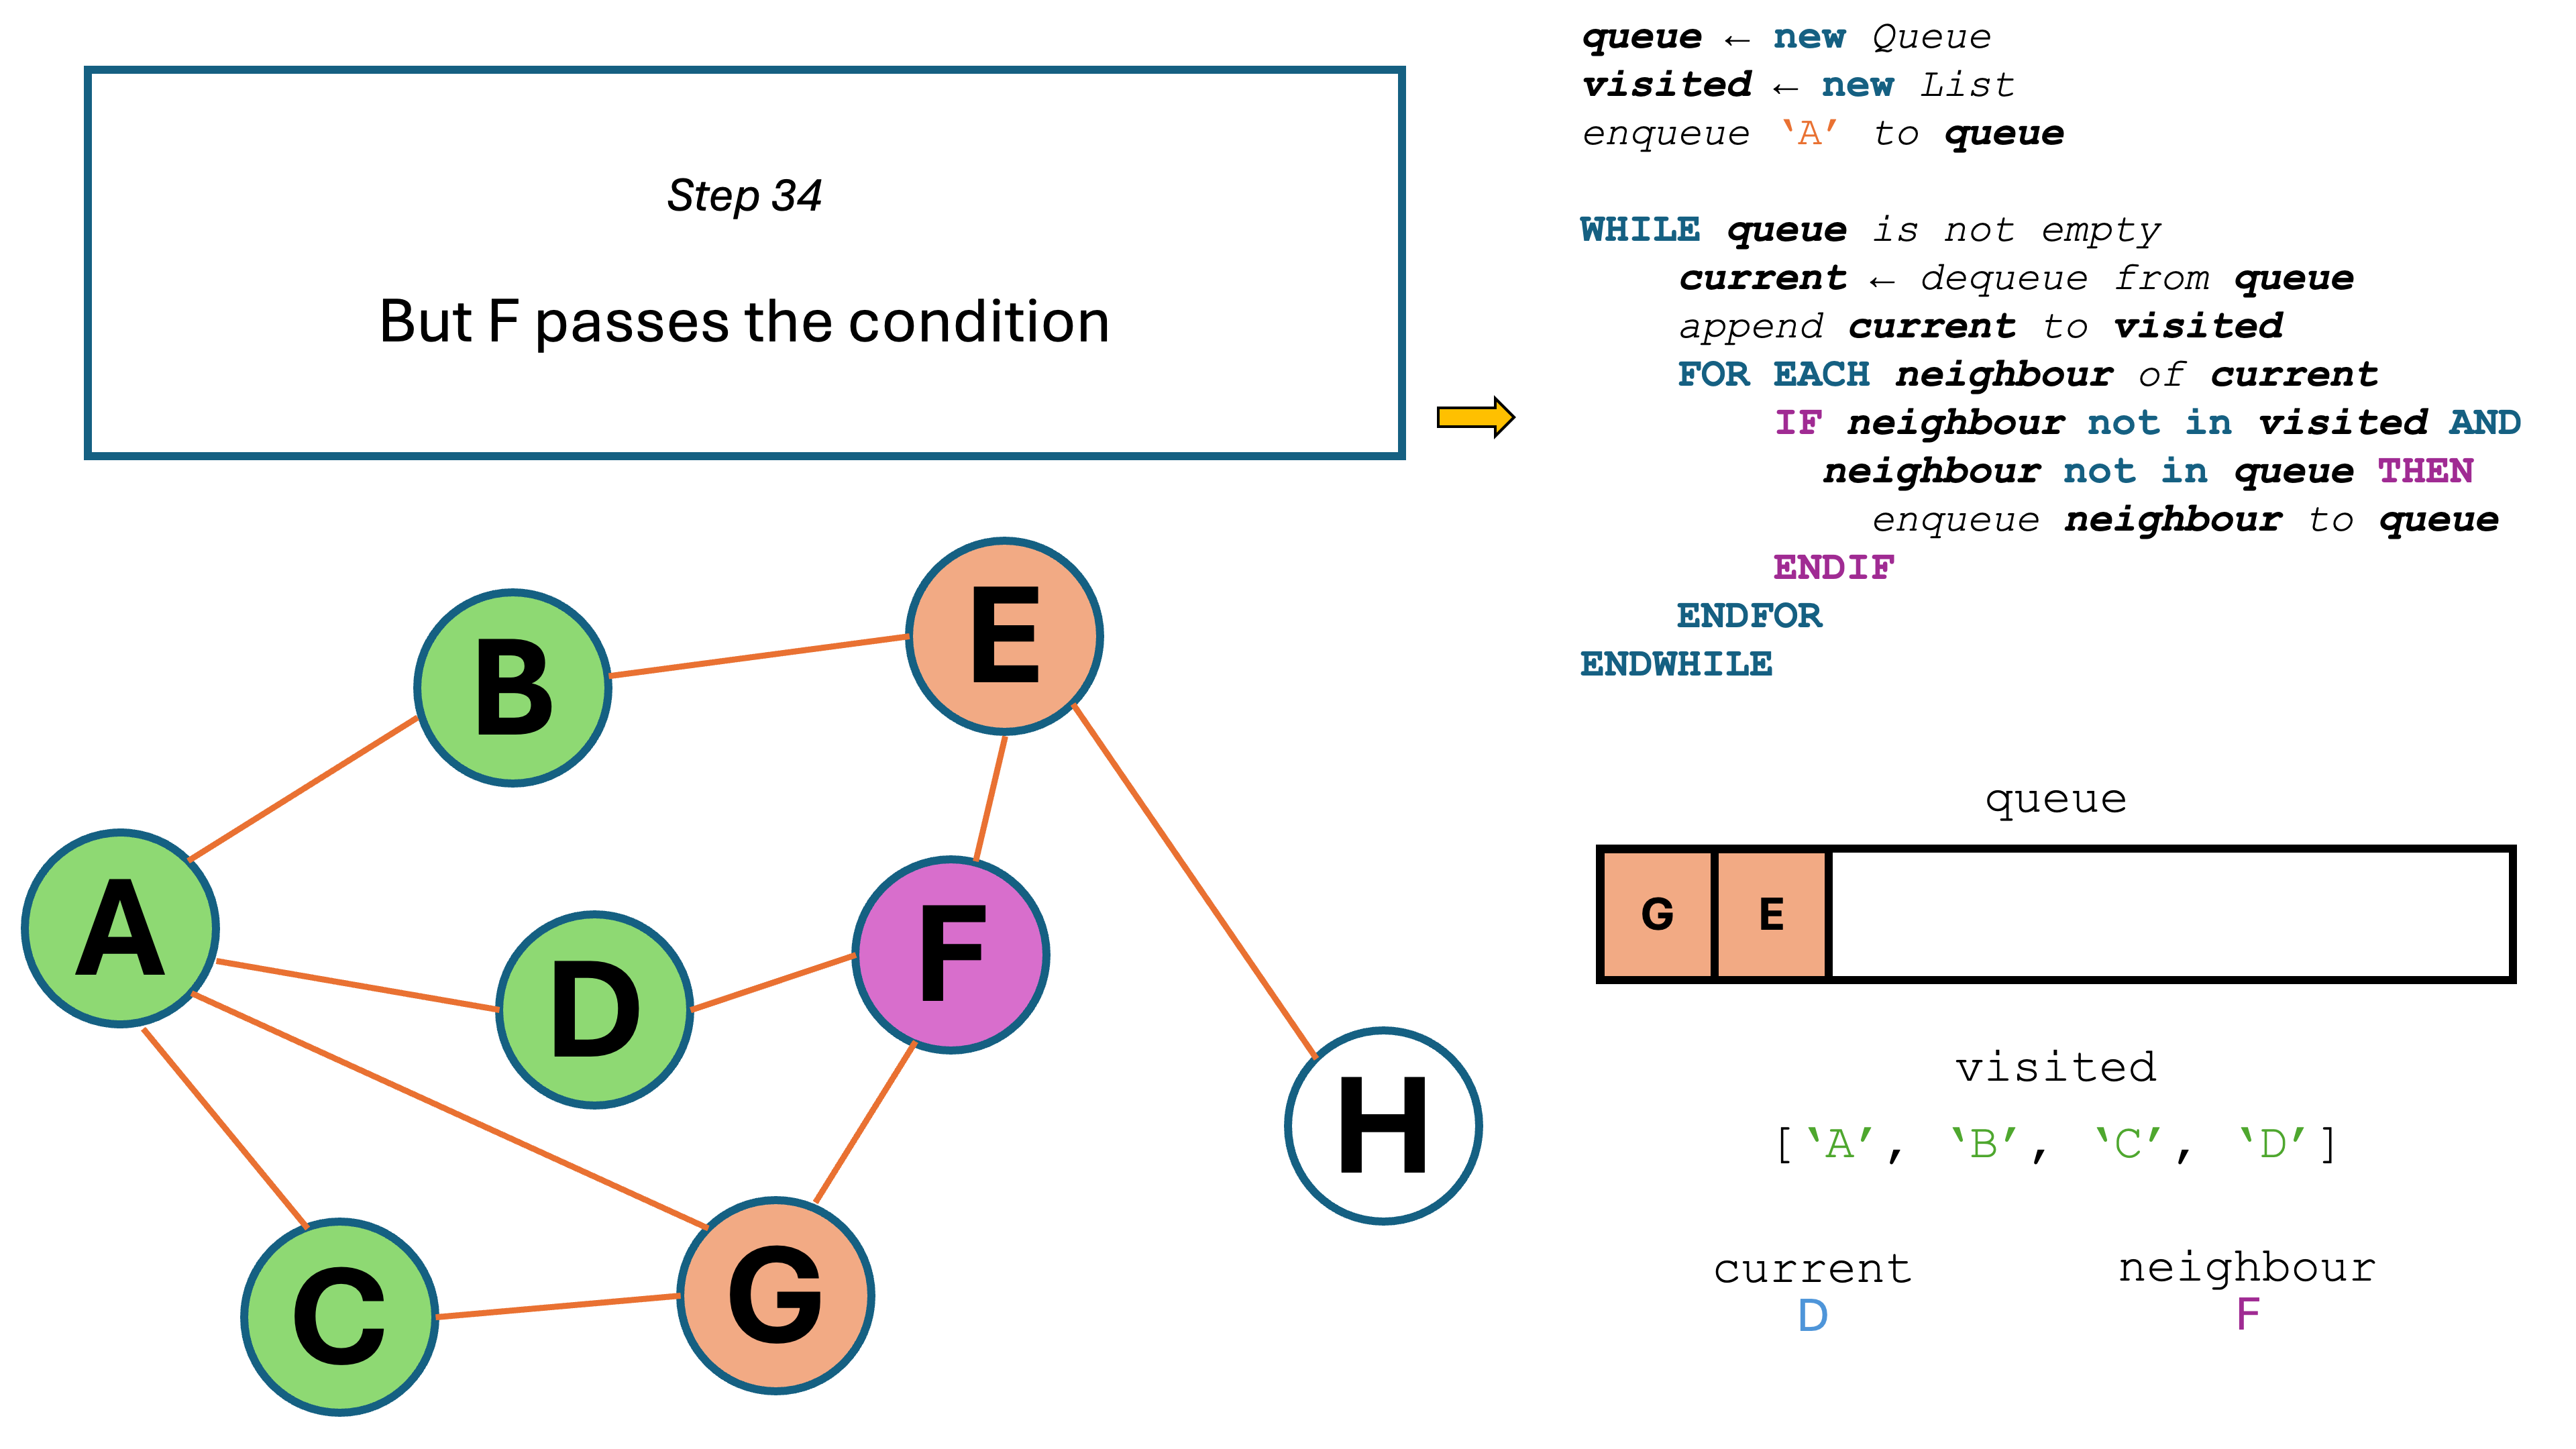 Step 34
But F passes the condition
queue ← new Queue
visited ← new List
enqueue ‘A’ to queue
WHILE queue is not empty
current ← dequeue from queue
append current to visited
FOR EACH neighbour of current
IF neighbour not in visited AND
neighbour not in queue THEN
enqueue neighbour to queue
ENDIF
ENDFOR
ENDWHILE
B
E
A
D
F
H
C
G
queue
G E
visited
[‘A’, ‘B’, ‘C’, ‘D’]
current neighbour
D F